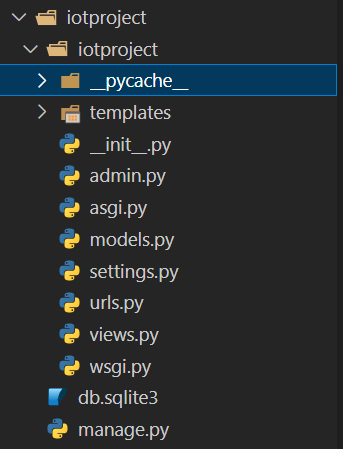 iotproject
iotproject
__pycache__
templates
__init__.py
admin.py
asgi.py
models.py
settings.py
urls.py
views.py
wsgi.py
db.sqlite3
manage.py